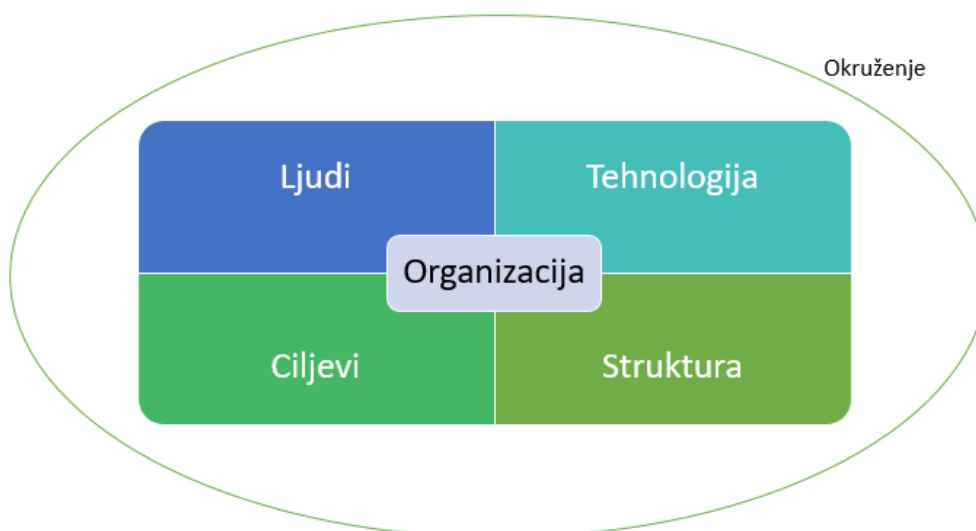 Okruženje
Ljudi
Tehnologija
Organizacija
Ciljevi
Struktura